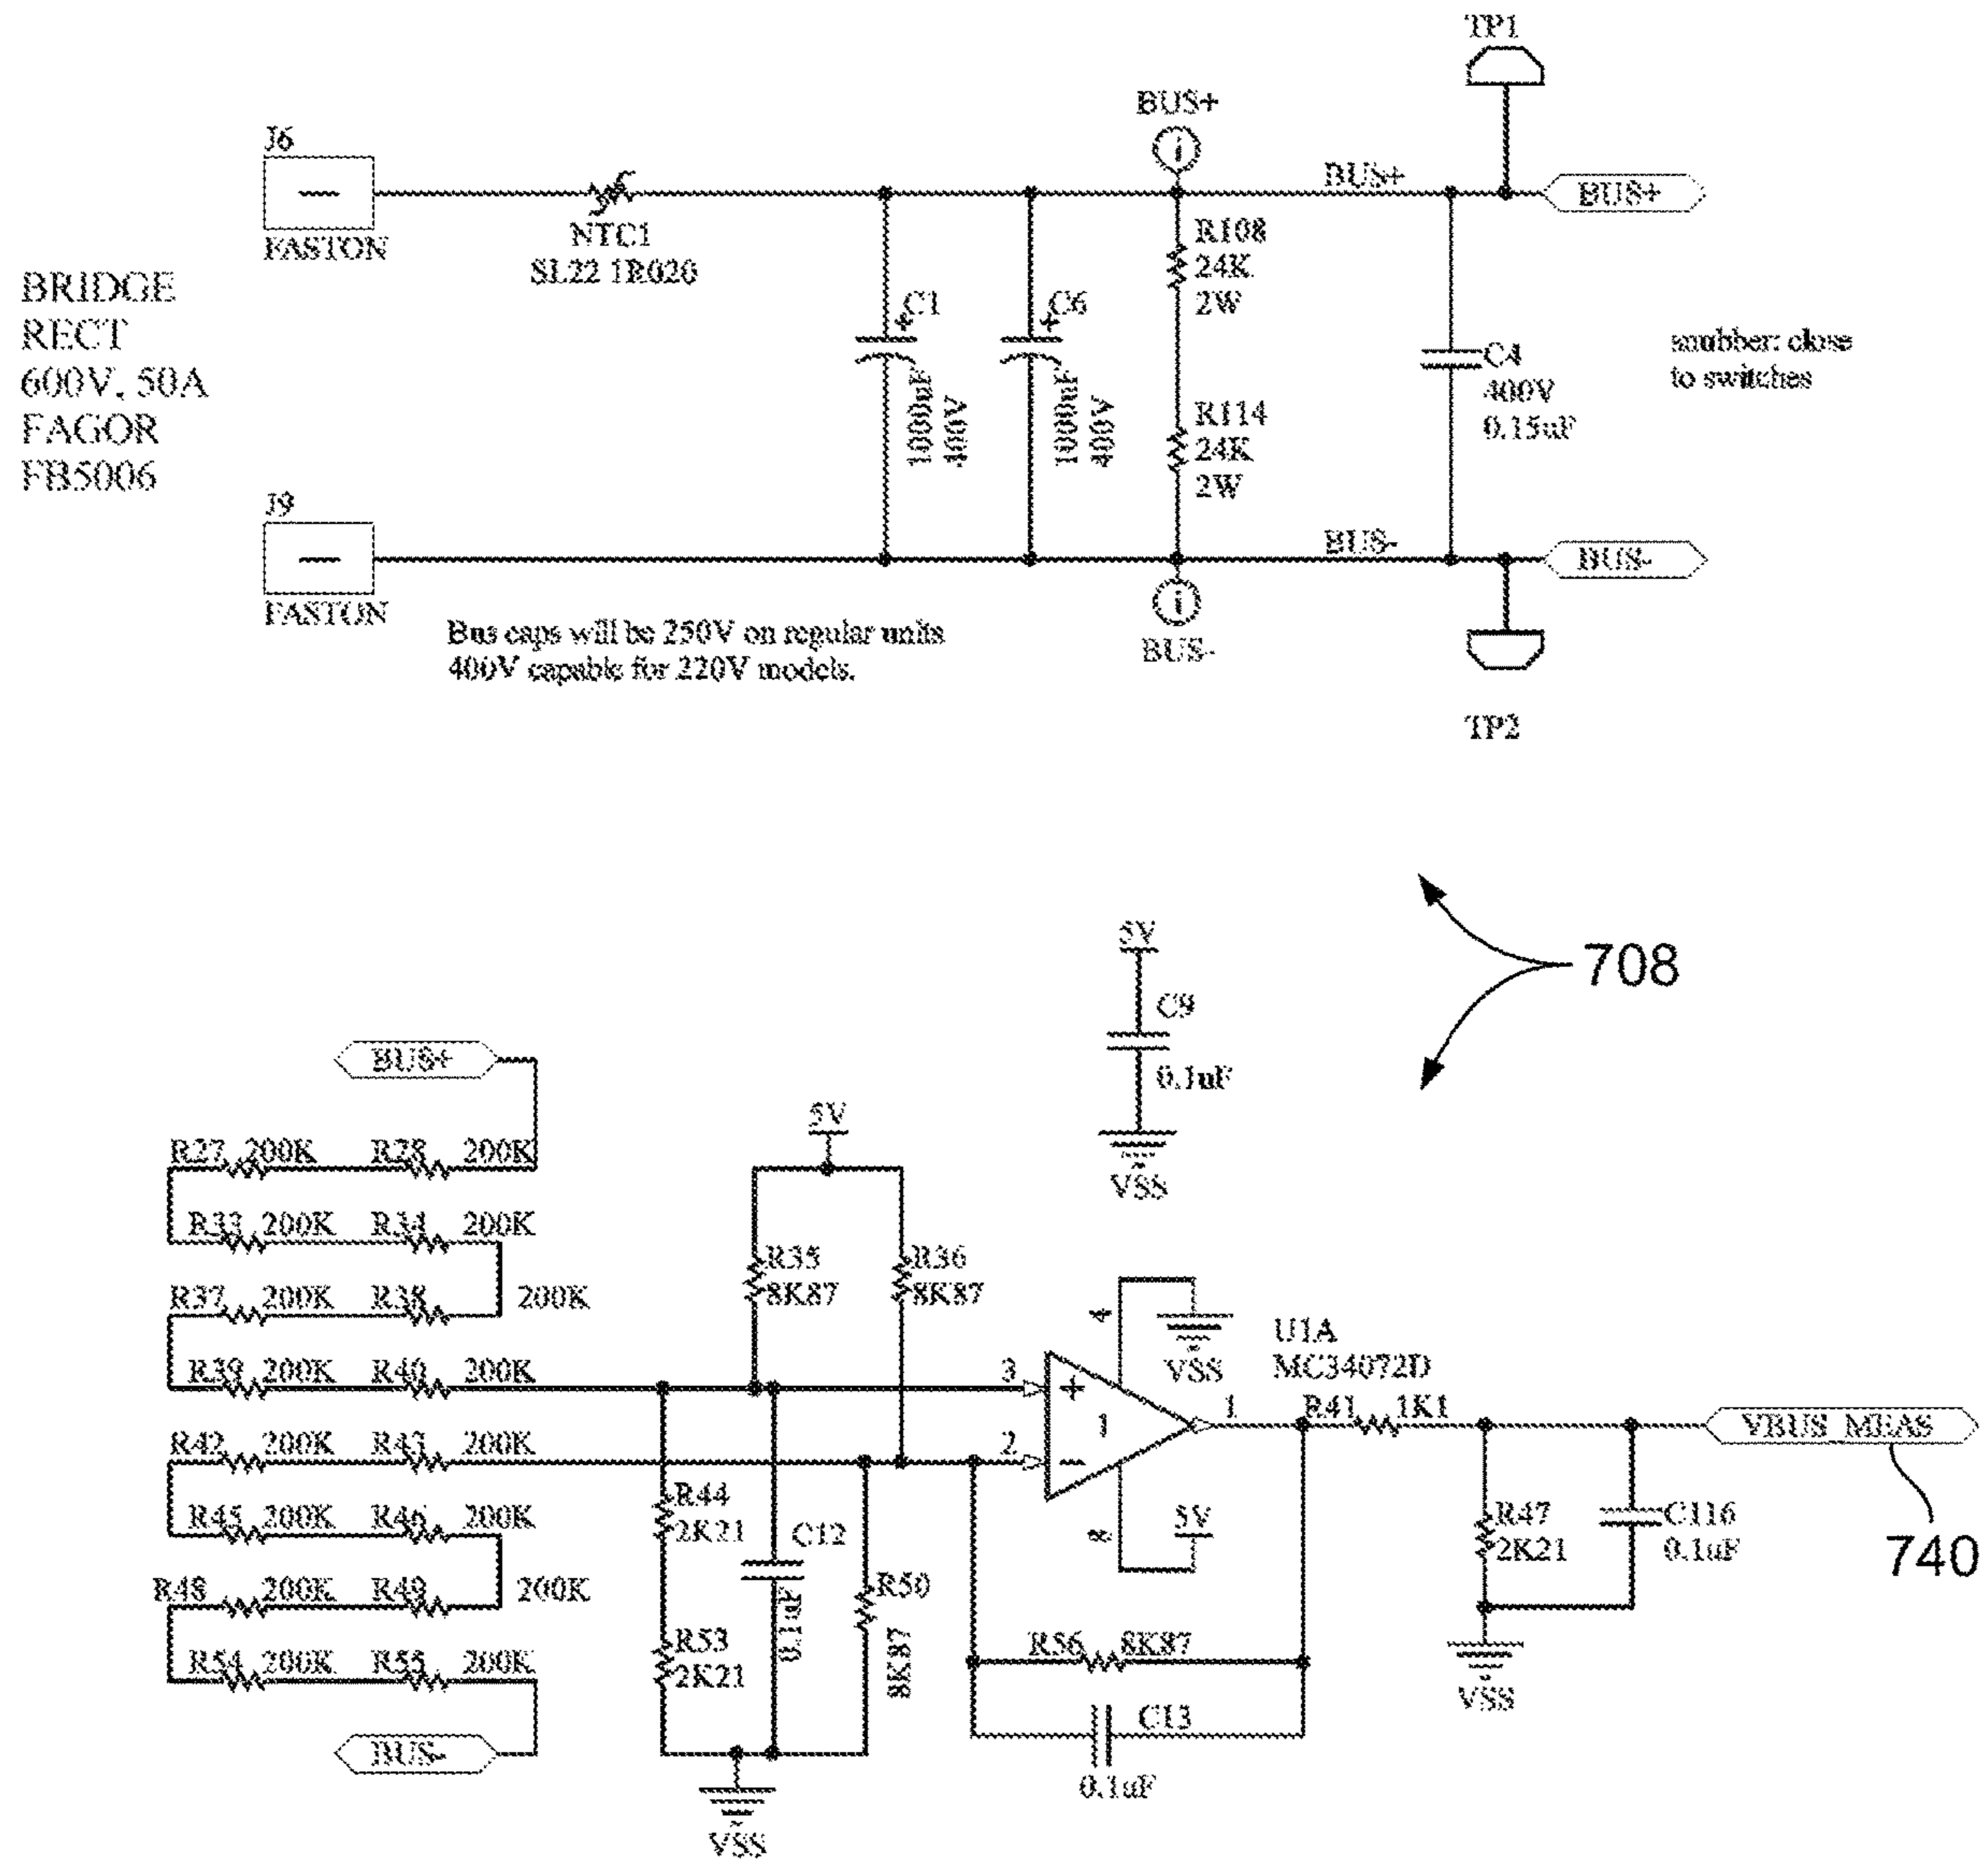 TP1
BUS+
J6
BUS+
BUS+
FASTON
NTC1
SL22 1R020
R108
24K
2W
BRIDGE
RECT
600V, 50A
FAGOR
FB5006
C1
+
1000uF
400V
C6
+
1000uF
400V
C4
400V
0.15uF
snubber: close
to switches
R114
24K
2W
J9
BUS-
BUS-
FASTON
Bus caps will be 250V on regular units
400V capable for 220V models.
BUS-
TP2
708
5V
C9
0.1uF
VSS
BUS+
5V
R27 200K R28 200K
R33 200K R34 200K
R35
8K87
R36
8K87
R37 200K R38 200K
R39 200K R40 200K
3
+
4
VSS
U1A
MC34072D
1
1
R41 1K1
VBUS_MEAS
740
R42 200K R43 200K
2
-
8
5V
R44
2K21
C12
0.1uF
R45 200K R46 200K
R47
2K21
C116
0.1uF
R48 200K R49 200K
R50
8K87
R53
2K21
R54 200K R55 200K
R56 8K87
VSS
C13
0.1uF
BUS-
VSS